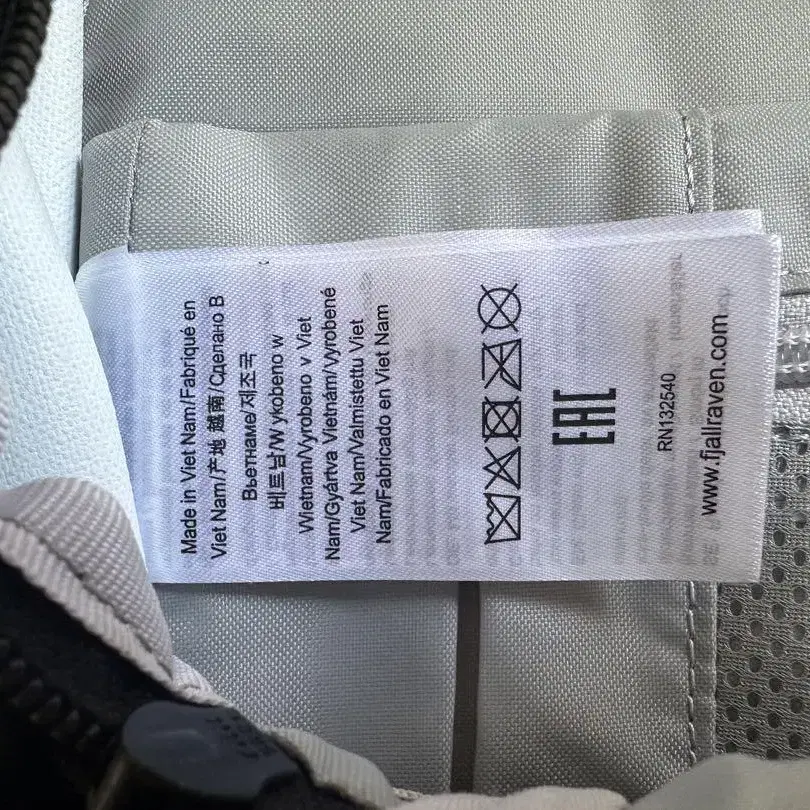 Made in Viet Nam/Fabriqué en
Viet Nam/产地 越南/Сделано В
Вьетнаме/제조국
베트남/W ykobeno w
Wietnam/Vyrobeno v Viet
Nam/Gyártva Vietnám/vyrobené
Viet Nam/Valmistettu Viet
Nam/Fabricado en Viet Nam
EAC
RN132540
www.fjallraven.com